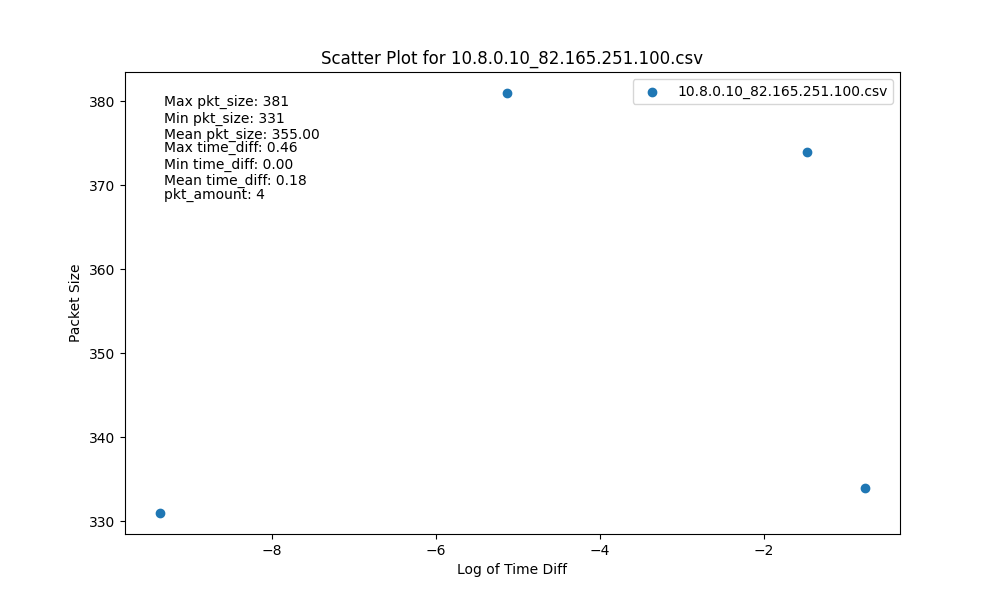 Scatter Plot for 10.8.0.10_82.165.251.100.csv
10.8.0.10_82.165.251.100.csv
Max pkt_size: 381
Min pkt_size: 331
Mean pkt_size: 355.00
Max time_diff: 0.46
Min time_diff: 0.00
Mean time_diff: 0.18
pkt_amount: 4
Packet Size
380
370
360
350
340
330
−8
−6
−4
−2
Log of Time Diff